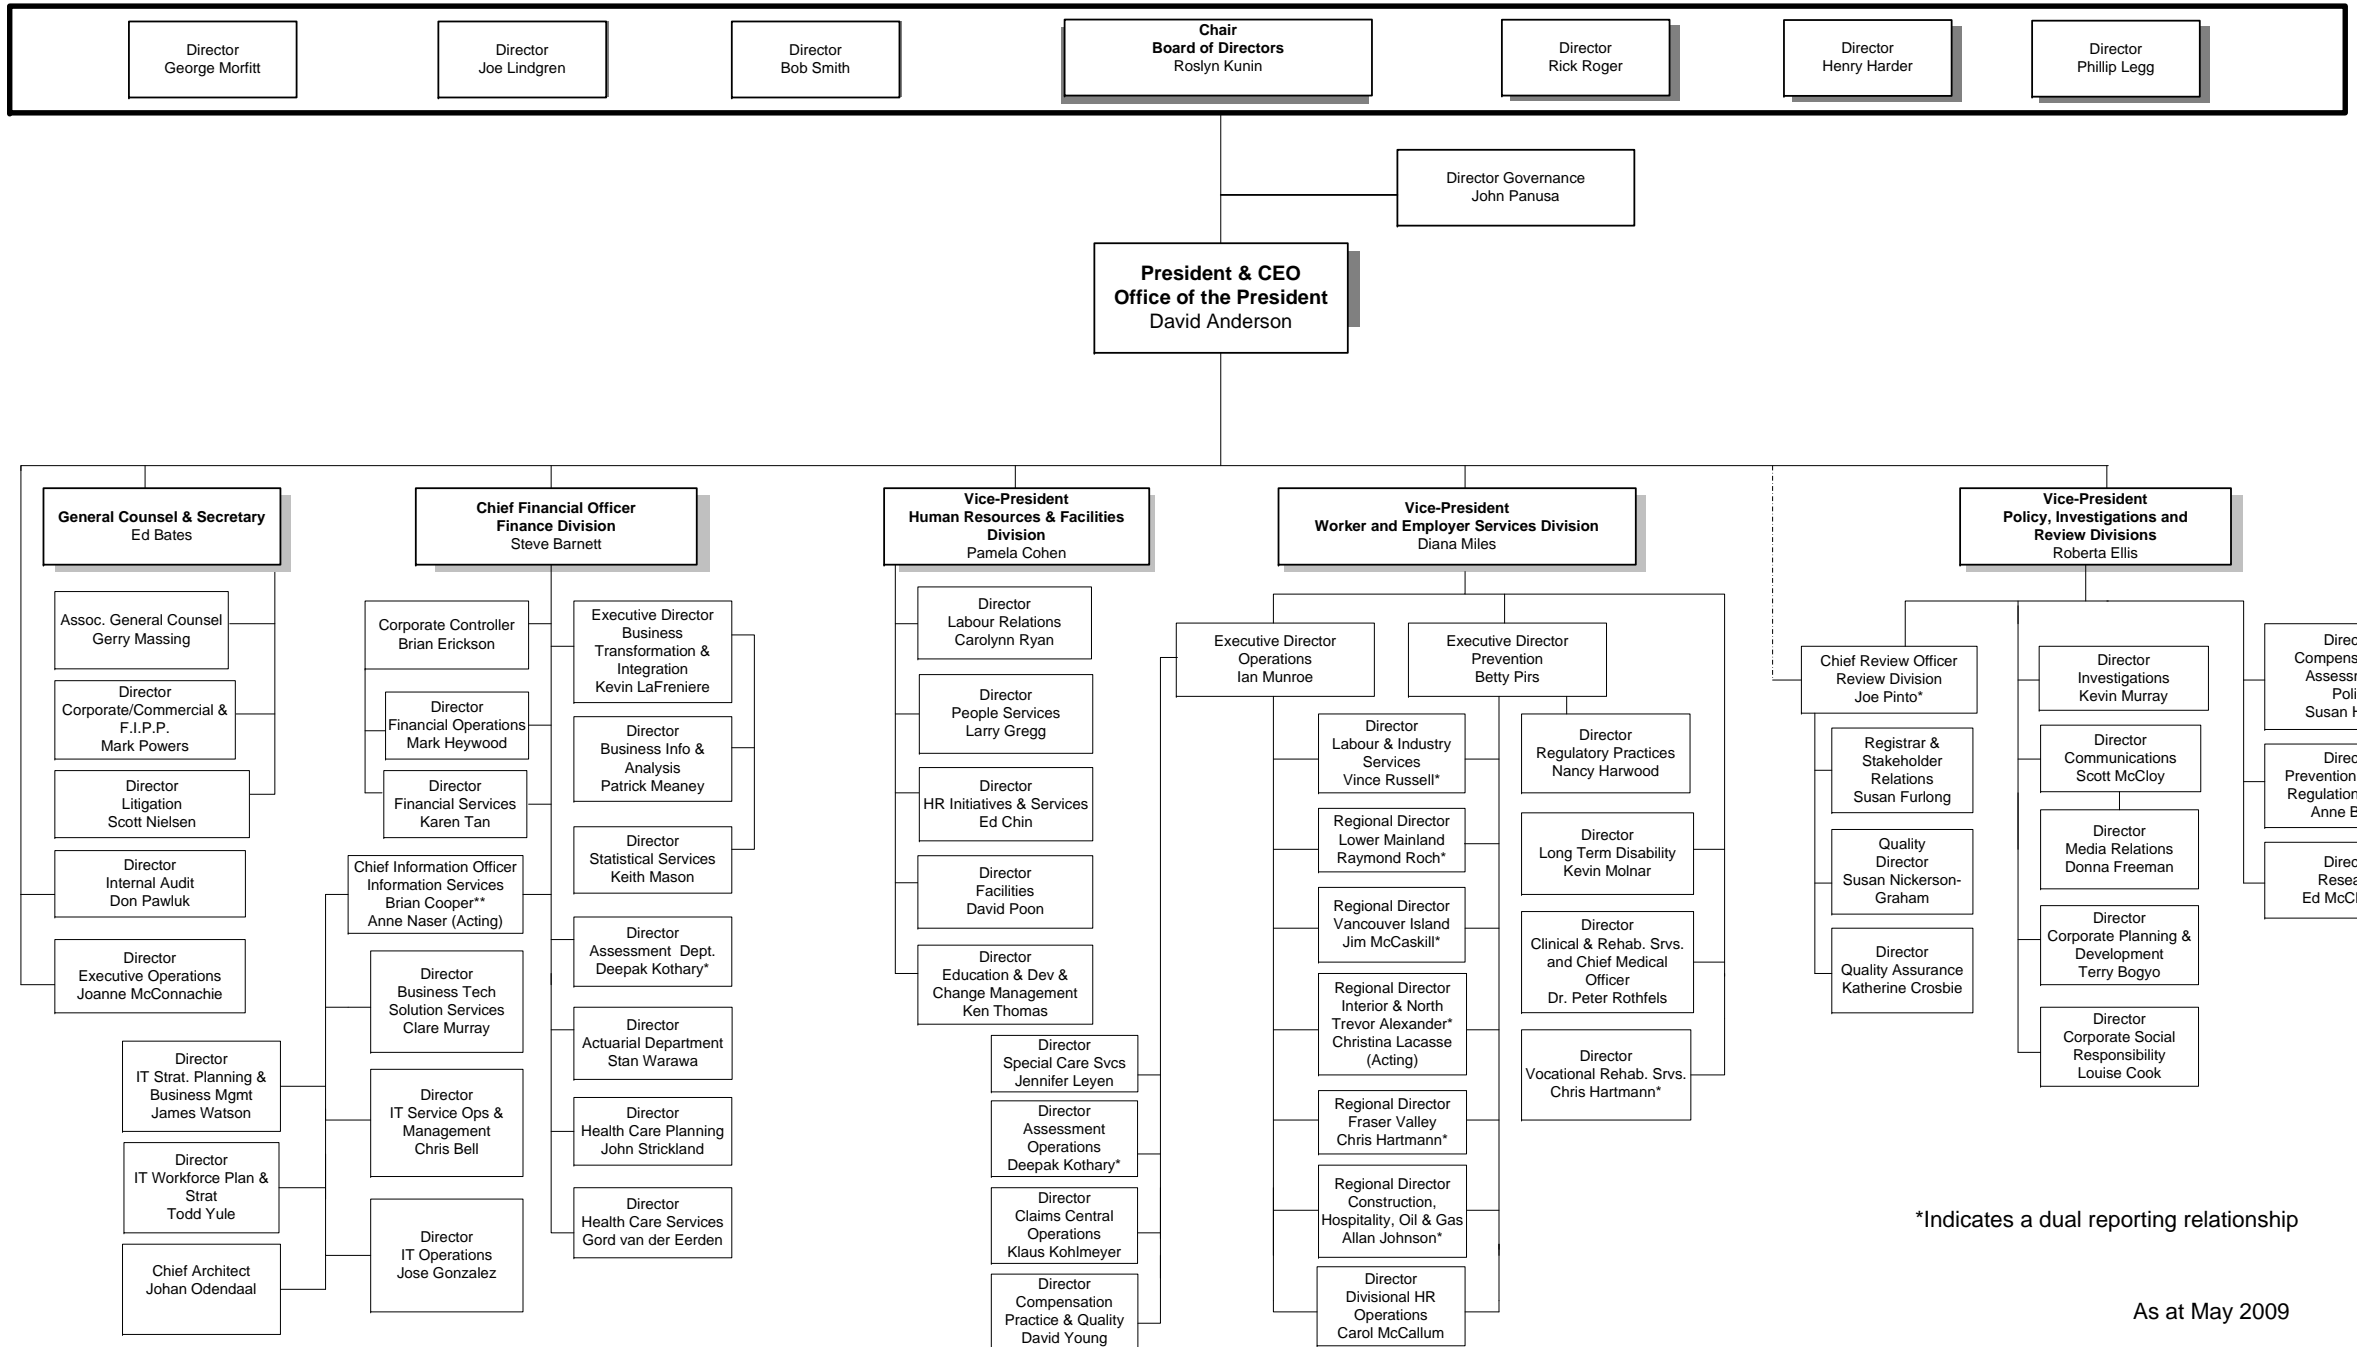 Director
George Morfitt
Director
Joe Lindgren
Director
Bob Smith
Chair
Board of Directors
Roslyn Kunin
Director
Rick Roger
Director
Henry Harder
Director
Phillip Legg
Director Governance
John Panusa
President & CEO
Office of the President
David Anderson
General Counsel & Secretary
Ed Bates
Assoc. General Counsel
Gerry Massing
Director
Corporate/Commercial &
F.I.P.P.
Mark Powers
Director
Litigation
Scott Nielsen
Director
Internal Audit
Don Pawluk
Director
Executive Operations
Joanne McConnachie
Chief Financial Officer
Finance Division
Steve Barnett
Corporate Controller
Brian Erickson
Director
Financial Operations
Mark Heywood
Director
Financial Services
Karen Tan
Chief Information Officer
Information Services
Brian Cooper**
Anne Naser (Acting)
Director
Business Tech
Solution Services
Clare Murray
Director
IT Service Ops &
Management
Chris Bell
Director
IT Operations
Jose Gonzalez
Director
IT Strat. Planning &
Business Mgmt
James Watson
Director
IT Workforce Plan &
Strat
Todd Yule
Chief Architect
Johan Odendaal
Executive Director
Business
Transformation &
Integration
Kevin LaFreniere
Director
Business Info &
Analysis
Patrick Meaney
Director
Statistical Services
Keith Mason
Director
Assessment Dept.
Deepak Kothary*
Director
Actuarial Department
Stan Warawa
Director
Health Care Planning
John Strickland
Director
Health Care Services
Gord van der Eerden
Vice-President
Human Resources & Facilities
Division
Pamela Cohen
Director
Labour Relations
Carolynn Ryan
Director
People Services
Larry Gregg
Director
HR Initiatives & Services
Ed Chin
Director
Facilities
David Poon
Director
Education & Dev &
Change Management
Ken Thomas
Vice-President
Worker and Employer Services Division
Diana Miles
Executive Director
Operations
Ian Munroe
Director
Special Care Svcs
Jennifer Leyen
Director
Assessment
Operations
Deepak Kothary*
Director
Claims Central
Operations
Klaus Kohlmeyer
Director
Compensation
Practice & Quality
David Young
Executive Director
Prevention
Betty Pirs
Director
Labour & Industry
Services
Vince Russell*
Regional Director
Lower Mainland
Raymond Roch*
Regional Director
Vancouver Island
Jim McCaskill*
Regional Director
Interior & North
Trevor Alexander*
Christina Lacasse
(Acting)
Regional Director
Fraser Valley
Chris Hartmann*
Regional Director
Construction,
Hospitality, Oil & Gas
Allan Johnson*
Director
Divisional HR
Operations
Carol McCallum
Director
Regulatory Practices
Nancy Harwood
Director
Long Term Disability
Kevin Molnar
Director
Clinical & Rehab. Srvs.
and Chief Medical
Officer
Dr. Peter Rothfels
Director
Vocational Rehab. Srvs.
Chris Hartmann*
Vice-President
Policy, Investigations and
Review Divisions
Roberta Ellis
Chief Review Officer
Review Division
Joe Pinto*
Registrar &
Stakeholder
Relations
Susan Furlong
Quality
Director
Susan Nickerson-
Graham
Director
Quality Assurance
Katherine Crosbie
Director
Investigations
Kevin Murray
Director
Communications
Scott McCloy
Director
Media Relations
Donna Freeman
Director
Corporate Planning &
Development
Terry Bogyo
Director
Corporate Social
Responsibility
Louise Cook
Susan
Prevention
Anne
Ed
*Indicates a dual reporting relationship
As at May 2009